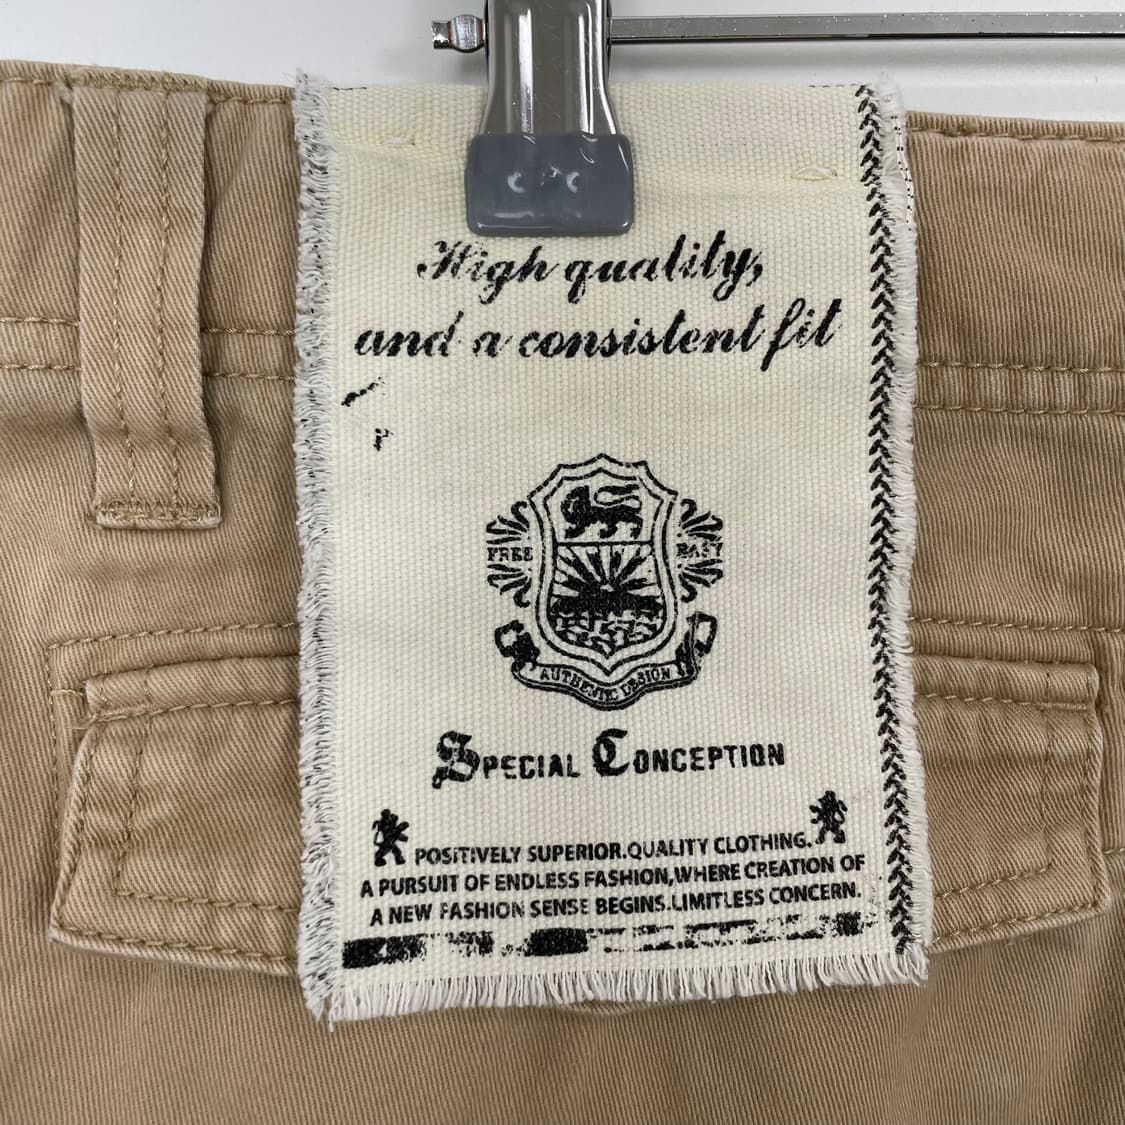 High quality,
and a consistent fit
FREE EASY
AUTHENTIC DESIGN
SPECIAL CONCEPTION
POSITIVELY SUPERIOR.QUALITY CLOTHING.
A PURSUIT OF ENDLESS FASHION,WHERE CREATION OF
A NEW FASHION SENSE BEGINS.LIMITLESS CONCERN.